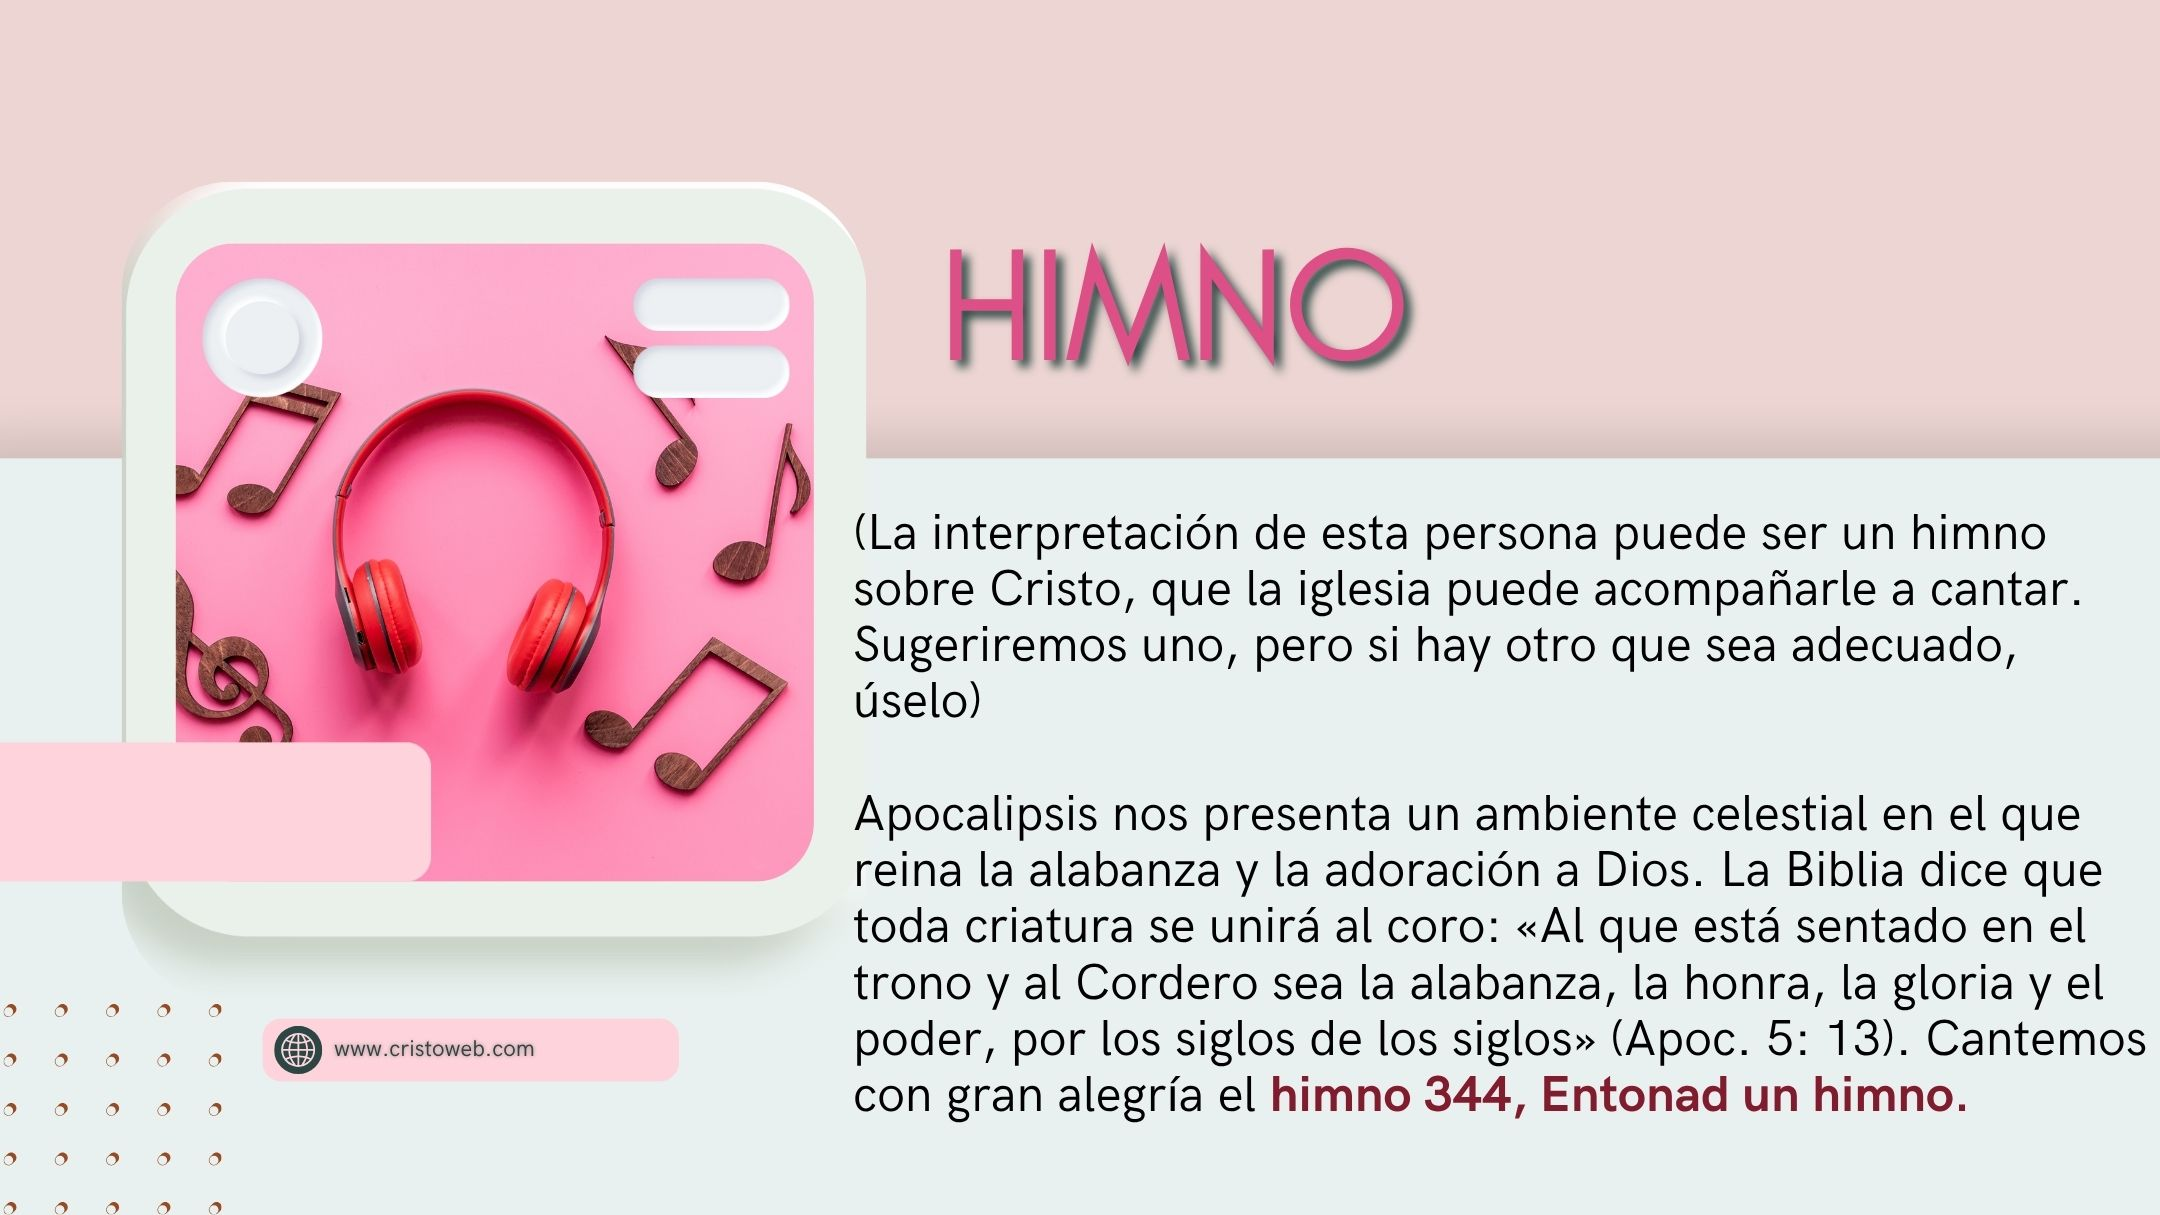 HIMNO
(La interpretación de esta persona puede ser un himno
sobre Cristo, que la iglesia puede acompañarle a cantar.
Sugeriremos uno, pero si hay otro que sea adecuado,
úselo)
Apocalipsis nos presenta un ambiente celestial en el que
reina la alabanza y la adoración a Dios. La Biblia dice que
toda criatura se unirá al coro: «Al que está sentado en el
trono y al Cordero sea la alabanza, la honra, la gloria y el
poder, por los siglos de los siglos» (Apoc. 5: 13). Cantemos
con gran alegría el himno 344, Entonad un himno.
www.cristoweb.com